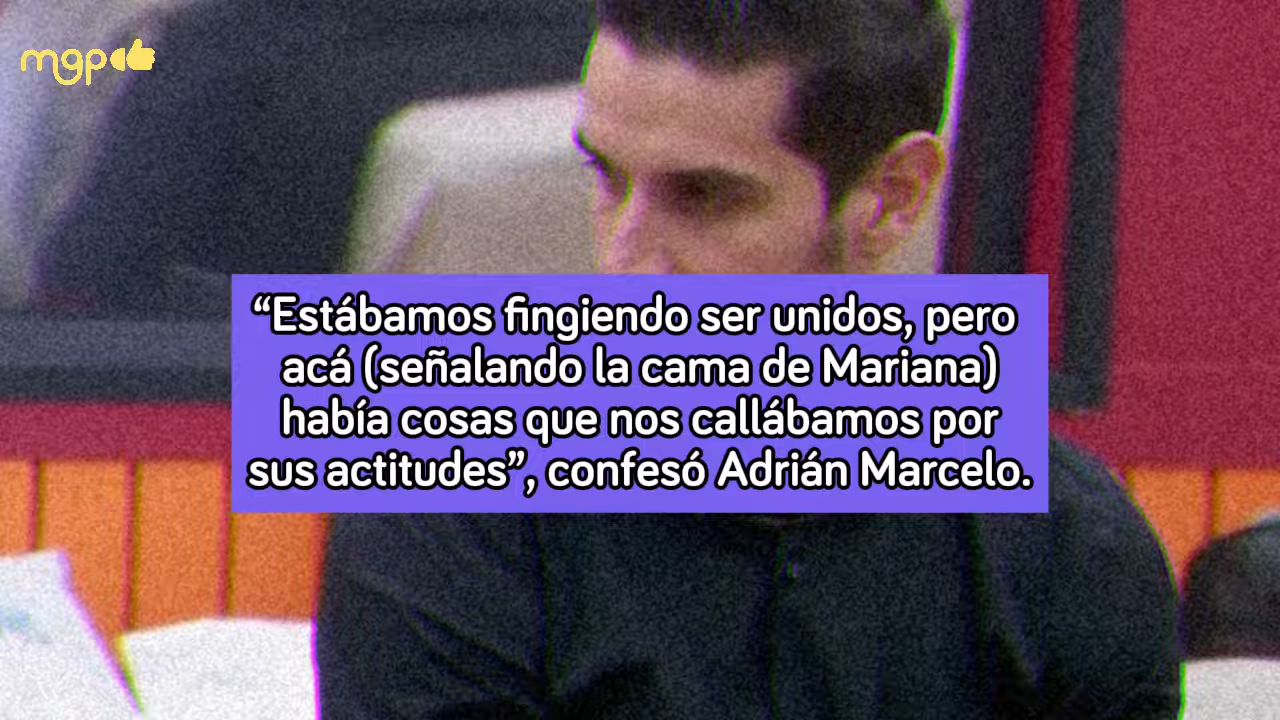 mgp
“Estábamos fingiendo ser unidos, pero
acá (señalando la cama de Mariana)
había cosas que nos callábamos por
sus actitudes”, confesó Adrián Marcelo.